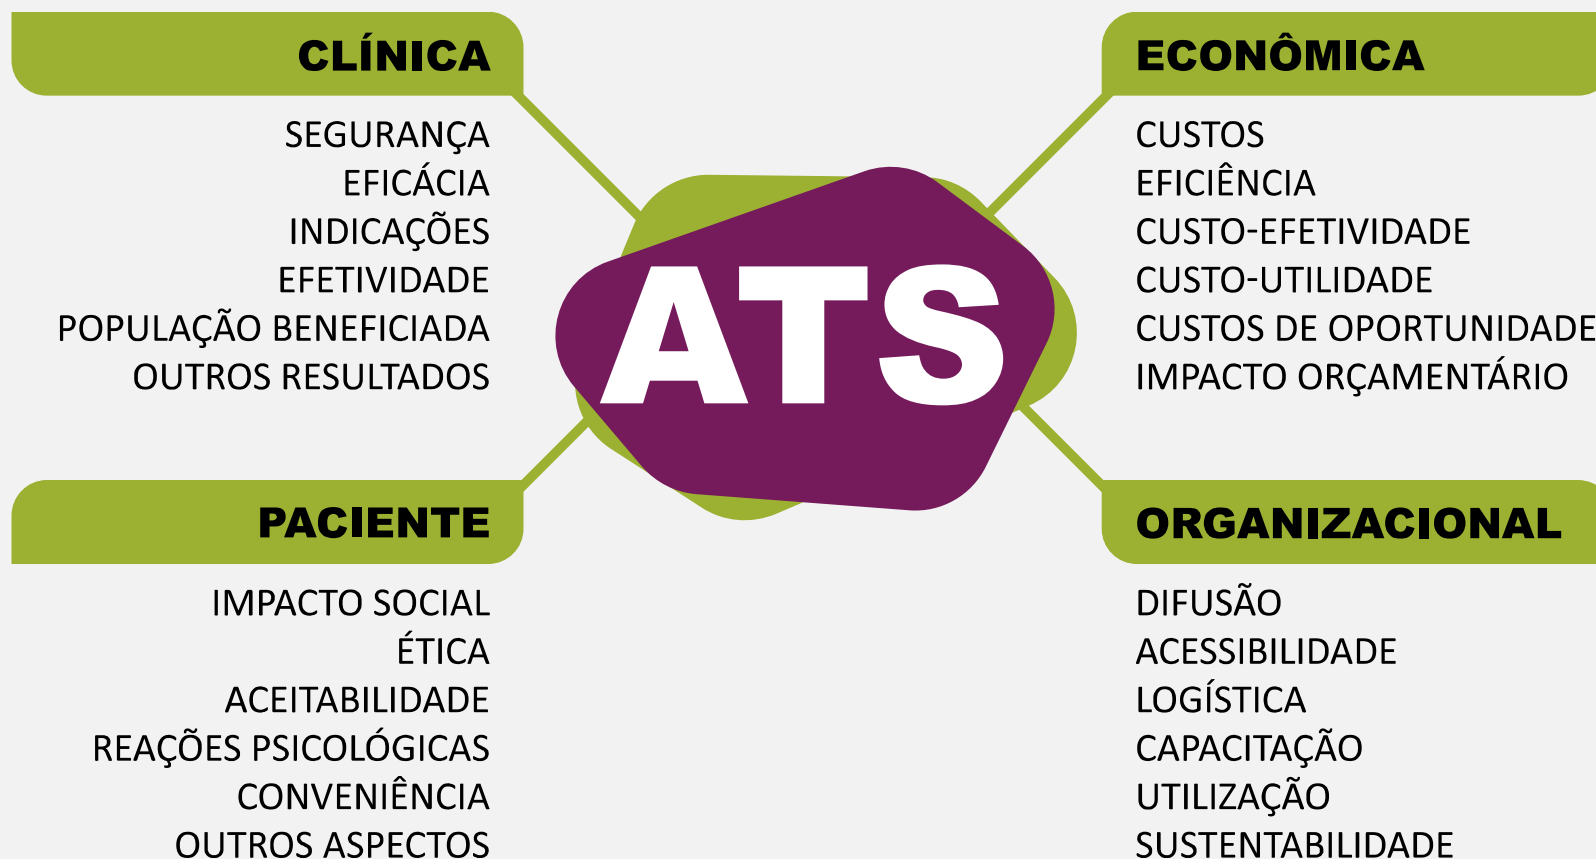 CLÍNICA
SEGURANÇA
EFICÁCIA
INDICAÇÕES
EFETIVIDADE
POPULAÇÃO BENEFICIADA
OUTROS RESULTADOS
ECONÔMICA
CUSTOS
EFICIÊNCIA
CUSTO-EFETIVIDADE
CUSTO-UTILIDADE
CUSTOS DE OPORTUNIDADE
IMPACTO ORÇAMENTÁRIO
ATS
PACIENTE
IMPACTO SOCIAL
ÉTICA
ACEITABILIDADE
REAÇÕES PSICOLÓGICAS
CONVENIÊNCIA
OUTROS ASPECTOS
ORGANIZACIONAL
DIFUSÃO
ACESSIBILIDADE
LOGÍSTICA
CAPACITAÇÃO
UTILIZAÇÃO
SUSTENTABILIDADE